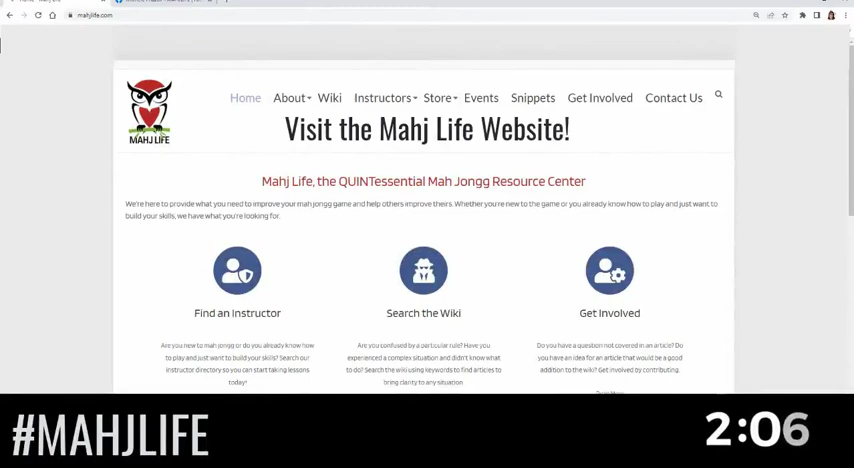 mahjlife.com
Home About Wiki Instructors Store Events Snippets Get Involved Contact Us
MAHJ LIFE
Visit the Mahj Life Website!
Mahj Life, the QUINTessential Mah Jongg Resource Center
We're here to provide what you need to improve your mah jongg game and help others improve theirs. Whether you're new to the game or you already know how to play and just want to
build your skills, we have what you're looking for.
Find an Instructor
Are you new to mah jongg or do you already know how
to play and just want to build your skills? Search our
instructor directory so you can start taking lessons
today!
Search the Wiki
Are you confused by a particular rule? Have you
experienced a complex situation and didn't know what
to do? Search the wiki using keywords to find articles to
bring clarity to any situation.
Get Involved
Do you have a question not covered in an article? Do
you have an idea for an article that would be a good
addition to the wiki? Get involved by contributing.
#MAHJLIFE
2:06